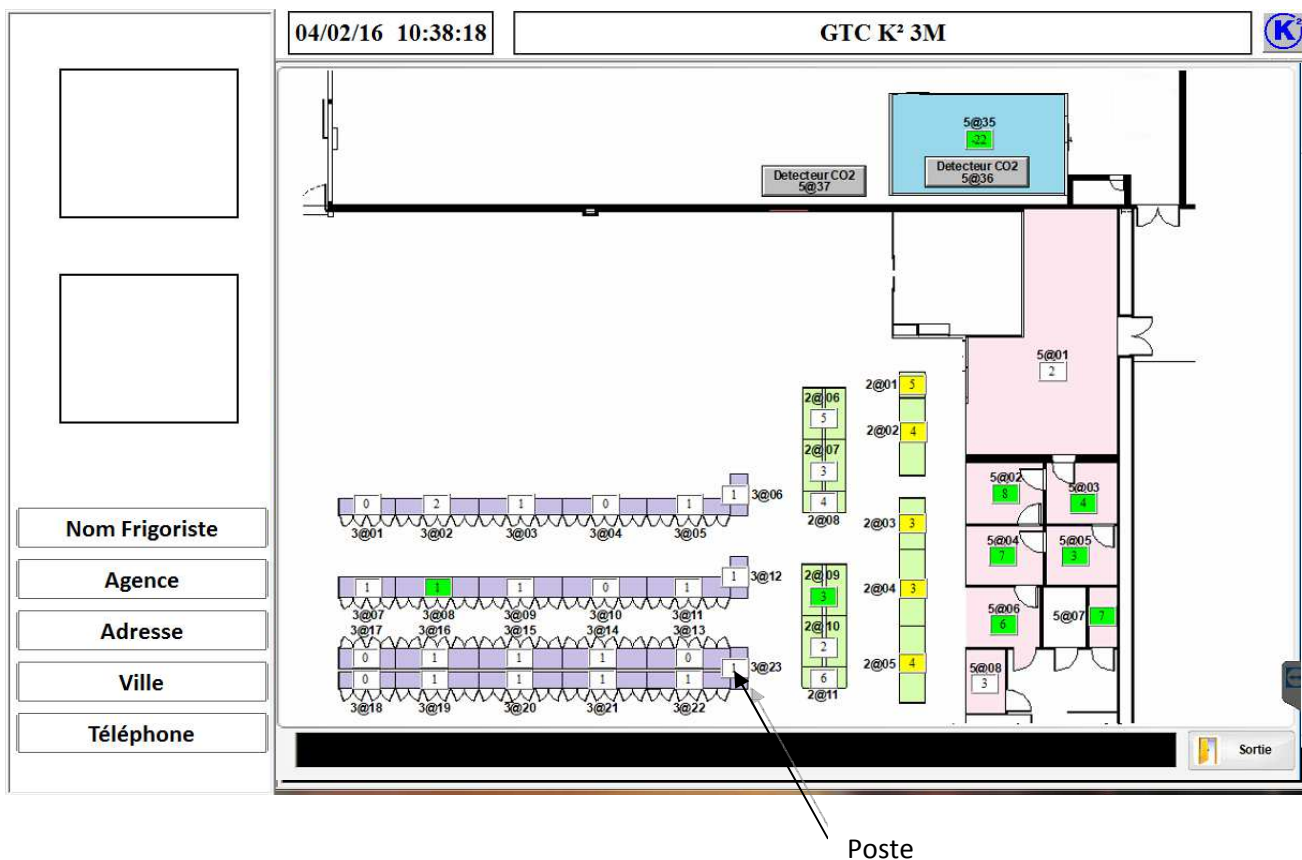 04/02/16 10:38:18
GTC K² 3M
K²
5@35
-22
Detecteur CO2
5@36
Detecteur CO2
5@37
5@01
2
2@01 5
2@06
5
2@02 4
2@07
3
4
2@08
5@02
8
5@03
4
1 3@06
0 2 1 0 1
3@01 3@02 3@03 3@04 3@05
2@03 3
5@04
7
5@05
3
Nom Frigoriste
Agence
Adresse
Ville
Téléphone
1 3@12
1 1 1 0 1
3@07 3@08 3@09 3@10 3@11
3@17 3@16 3@15 3@14 3@13
0 1 1 1 0
1 3@23
0 1 1 1 1
3@18 3@19 3@20 3@21 3@22
2@09
3
2@04 3
2@10
2
6
2@11
2@05 4
5@06
6
5@07 7
5@08
3
Sortie
Poste